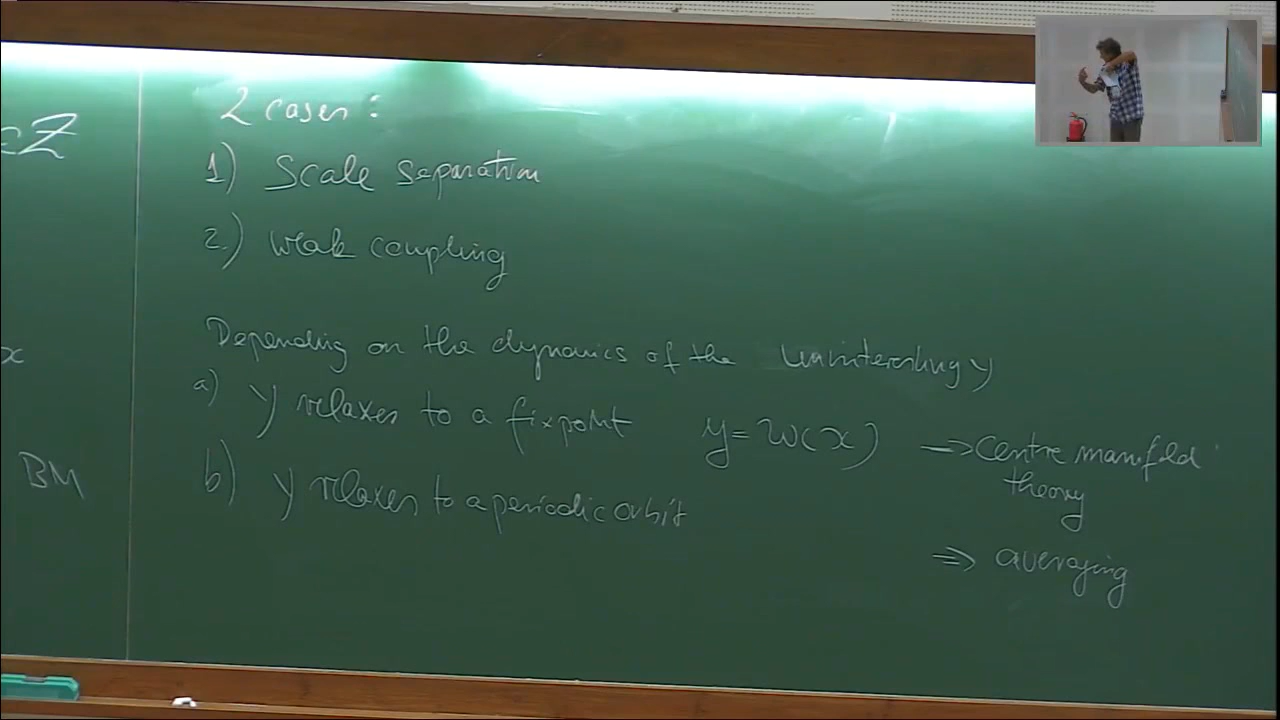 cZ
x
BM
2 cases:
1) Scale separation
2.) Weak coupling
Depending on the dynamics of the uninteresting y
a) y relaxes to a fixpoint y = w(x) => Centre manifold
theory
b) y relaxes to a periodic orbit
=> averaging